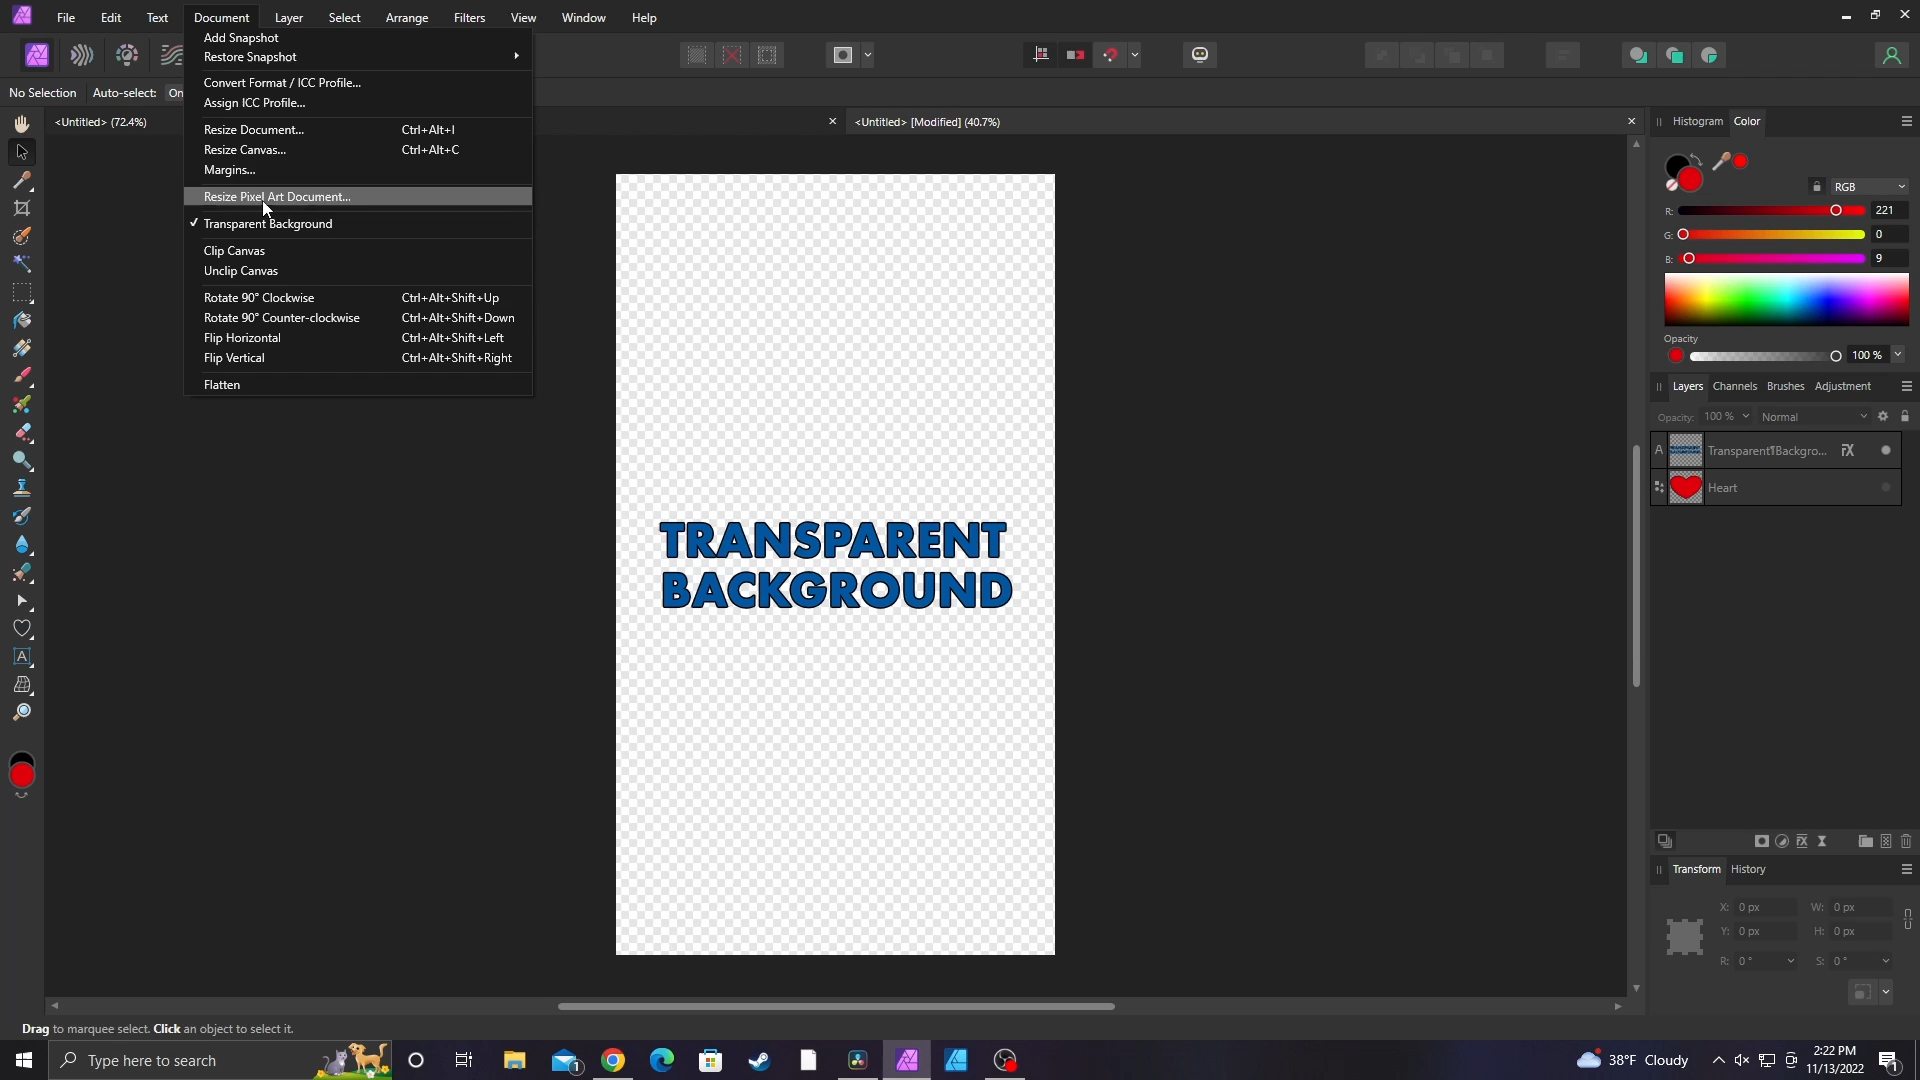 File Edit Text Document Layer Select Arrange Filters View Window Help
Add Snapshot
Restore Snapshot
Convert Format / ICC Profile...
Assign ICC Profile...
Resize Document... Ctrl+Alt+I
Resize Canvas... Ctrl+Alt+C
Margins...
Resize Pixel Art Document...
Transparent Background
Clip Canvas
Unclip Canvas
Rotate 90° Clockwise Ctrl+Alt+Shift+Up
Rotate 90° Counter-clockwise Ctrl+Alt+Shift+Down
Flip Horizontal Ctrl+Alt+Shift+Left
Flip Vertical Ctrl+Alt+Shift+Right
Flatten
No Selection Auto-select: On
<Untitled> (72.4%)
<Untitled> [Modified] (40.7%)
TRANSPARENT
BACKGROUND
Histogram Color
RGB
R: 221
G: 0
B: 9
Opacity
100 %
Layers Channels Brushes Adjustment
Opacity: 100 % Normal
A Transparent¶Backgro... FX
Heart
Transform History
X: 0 px W: 0 px
Y: 0 px H: 0 px
R: 0 ° S: 0 °
Drag to marquee select. Click an object to select it.
Type here to search
38°F Cloudy
2:22 PM
11/13/2022